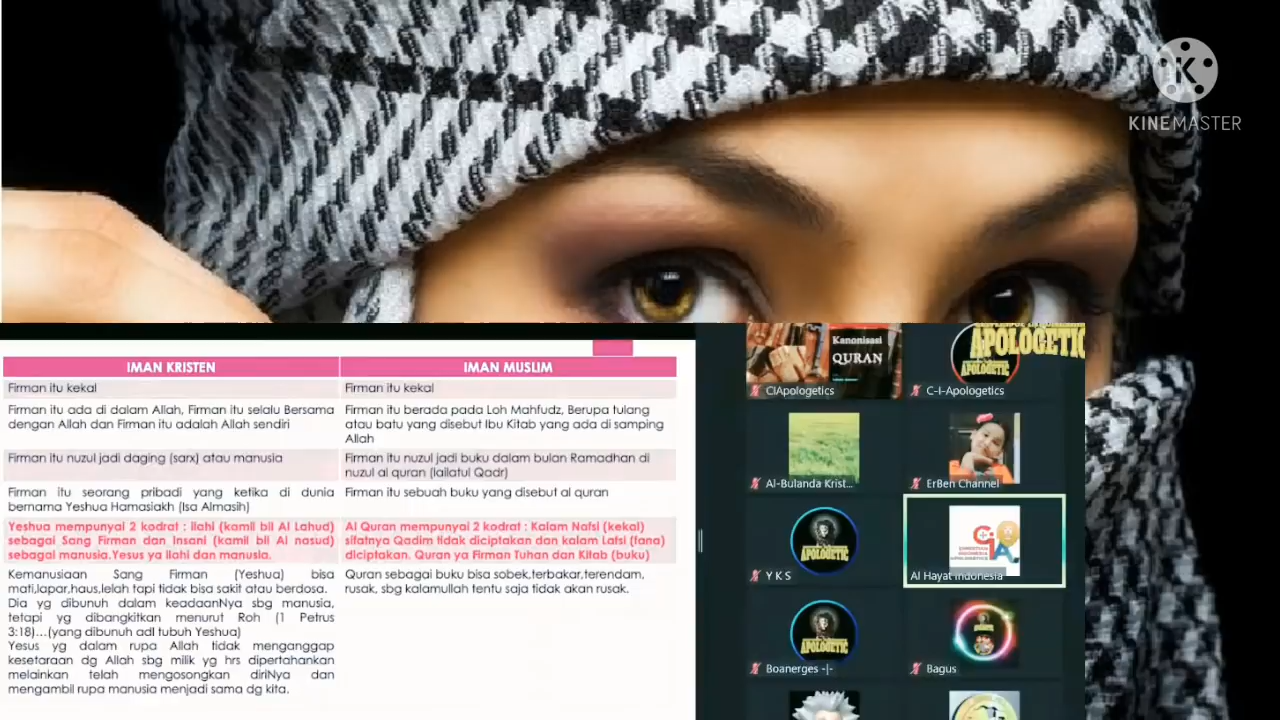 KINEMASTER
IMAN KRISTEN
IMAN MUSLIM
Firman itu kekal
Firman itu kekal
Firman itu ada di dalam Allah, Firman itu selalu Bersama
dengan Allah dan Firman itu adalah Allah sendiri
Firman itu berada pada Loh Mahfudz, Berupa tulang
atau batu yang disebut Ibu Kitab yang ada di samping
Allah
Firman itu nuzul jadi daging (sarx) atau manusia
Firman itu nuzul jadi buku dalam bulan Ramadhan di
nuzul al quran (lailatul Qadr)
Firman itu seorang pribadi yang ketika di dunia
bernama Yeshua Hamasiakh (Isa Almasih)
Firman itu sebuah buku yang disebut al quran
Yeshua mempunyai 2 kodrat : ilahi (kamil bil Al Lahud)
sebagai Sang Firman dan Insani (kamil bil Al nasud)
sebagai manusia.Yesus ya ilahi dan manusia.
Al Quran mempunyai 2 kodrat : Kalam Nafsi (kekal)
sifatnya Qadim tidak diciptakan dan kalam Lafsi (fana)
diciptakan. Quran ya Firman Tuhan dan Kitab (buku)
Kemanusiaan Sang Firman (Yeshua) bisa
mati,lapar,haus,lelah tapi tidak bisa sakit atau berdosa.
Dia yg dibunuh dalam keadaanNya sbg manusia,
tetapi yg dibangkitkan menurut Roh (1 Petrus
3:18)...(yang dibunuh adl tubuh Yeshua)
Yesus yg dalam rupa Allah tidak menganggap
kesetaraan dg Allah sbg milik yg hrs dipertahankan
melainkan telah mengosongkan diriNya dan
mengambil rupa manusia menjadi sama dg kita.
Quran sebagai buku bisa sobek,terbakar,terendam,
rusak, sbg kalamullah tentu saja tidak akan rusak.
Kanonisasi
QURAN
CIApologetics
APOLOGETIC
APOLOGETIC
C-I-Apologetics
Al-Bulanda Krist...
ErBen Channel
APOLOGETIC
Y K S
Al Hayat Indonesia
APOLOGETIC
Boanerges -|-
Bagus